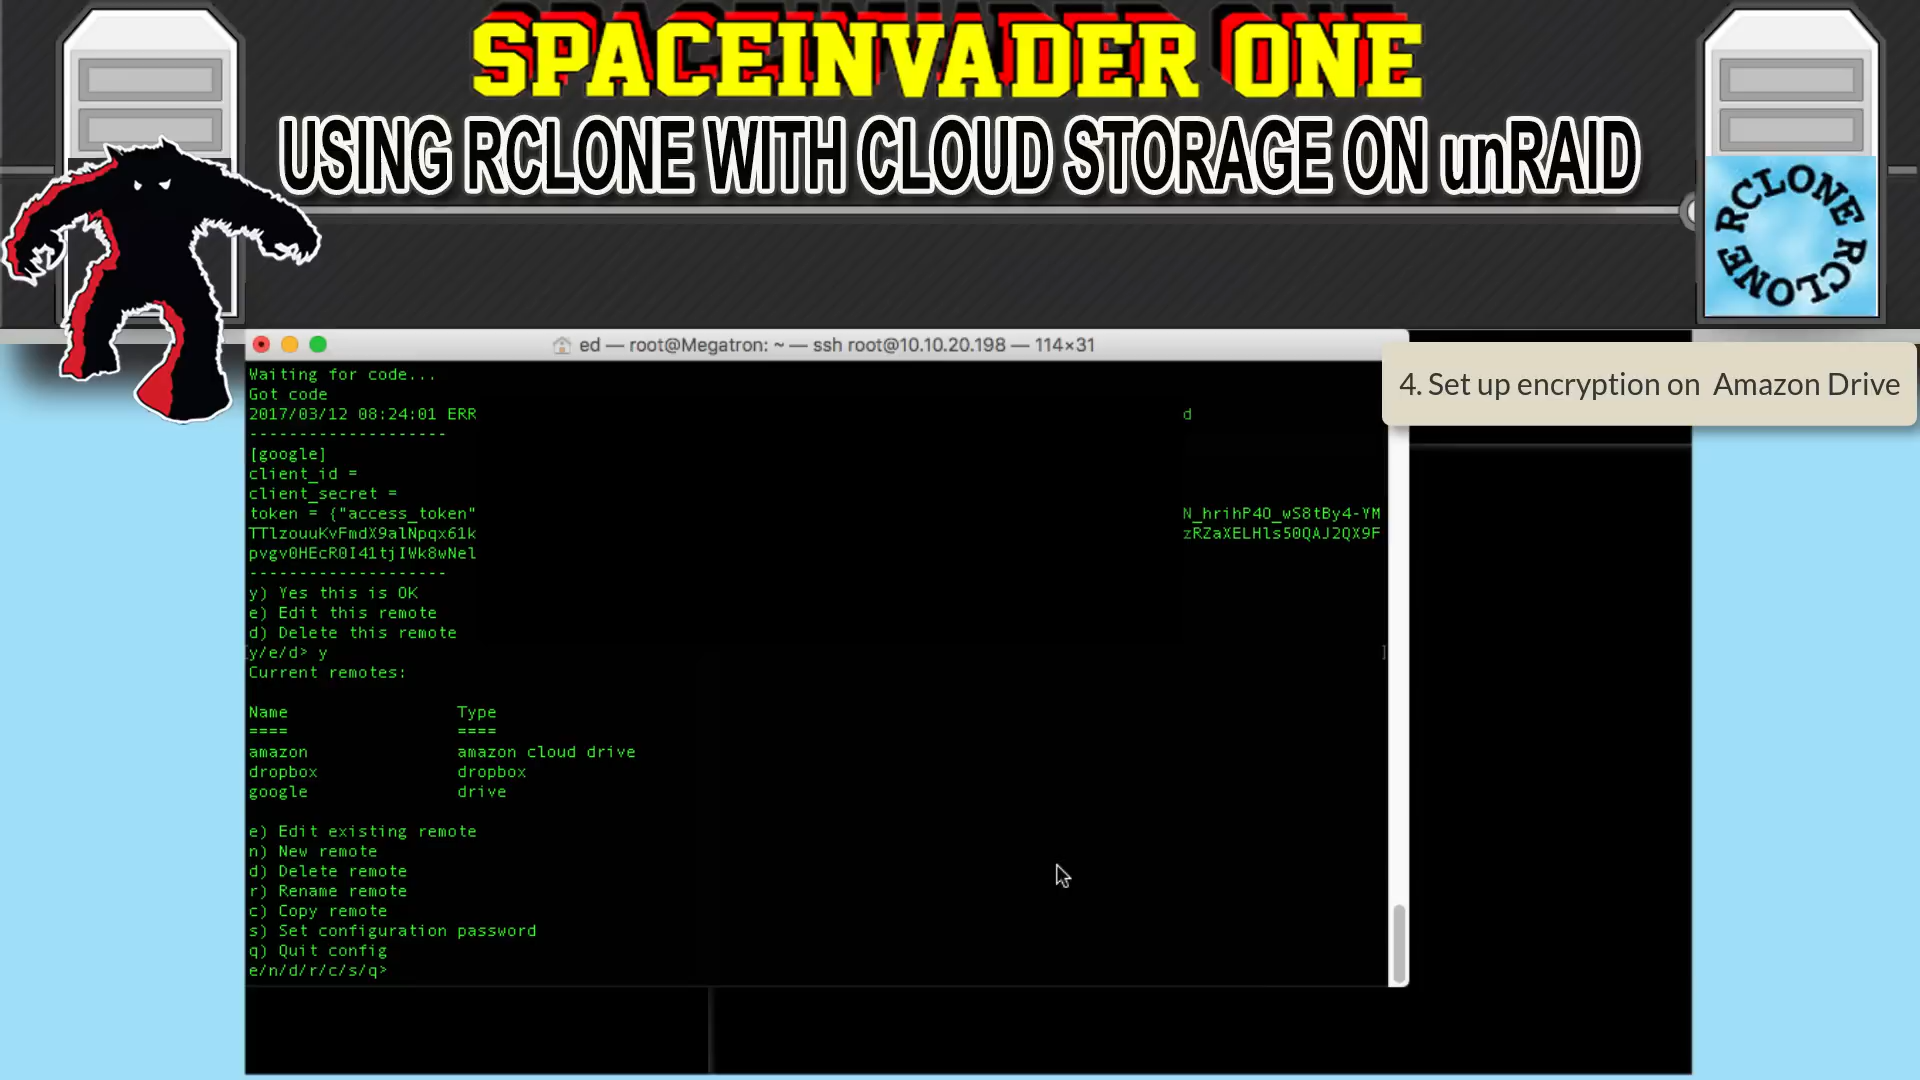 SPACEINVADER ONE
USING RCLONE WITH CLOUD STORAGE ON unRAID
RCLONE RCLONE
ed — root@Megatron: ~ — ssh root@10.10.20.198 — 114×31
4. Set up encryption on Amazon Drive
Waiting for code...
Got code
2017/03/12 08:24:01 ERR d
--------------------
[google]
client_id =
client_secret =
token = {"access_token" N_hrihP4O_wS8tBy4-YM
TTlzouuKvFmdX9alNpqx61k zRZaXELHls50QAJ2QX9F
pvgv0HEcR0I41tjIWk8wNel
--------------------
y) Yes this is OK
e) Edit this remote
d) Delete this remote
[y/e/d> y ]
Current remotes:
Name Type
==== ====
amazon amazon cloud drive
dropbox dropbox
google drive
e) Edit existing remote
n) New remote
d) Delete remote
r) Rename remote
c) Copy remote
s) Set configuration password
q) Quit config
e/n/d/r/c/s/q>